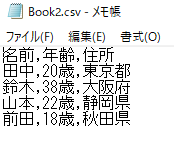 Book2.csv - メモ帳
ファイル(F) 編集(E) 書式(O)
名前,年齢,住所
田中,20歳,東京都
鈴木,38歳,大阪府
山本,22歳,静岡県
前田,18歳,秋田県